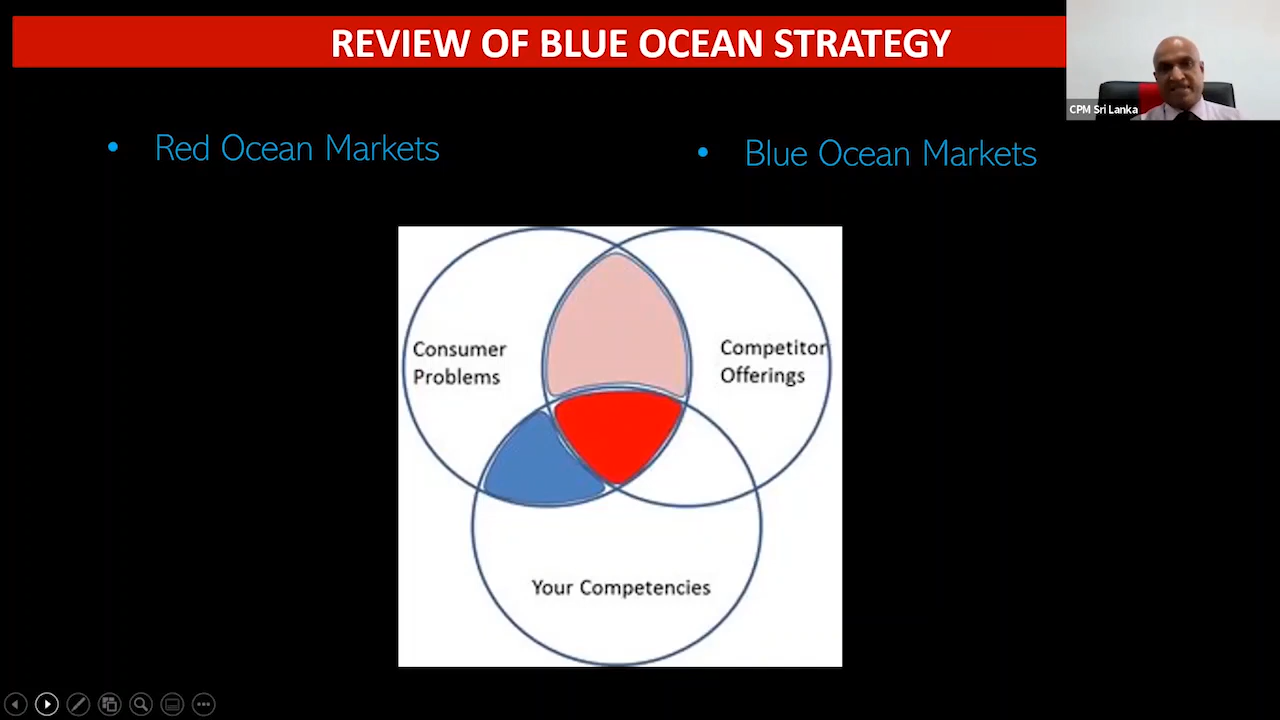 REVIEW OF BLUE OCEAN STRATEGY
CPM Sri Lanka
• Red Ocean Markets
• Blue Ocean Markets
Consumer
Problems
Competitor
Offerings
Your Competencies